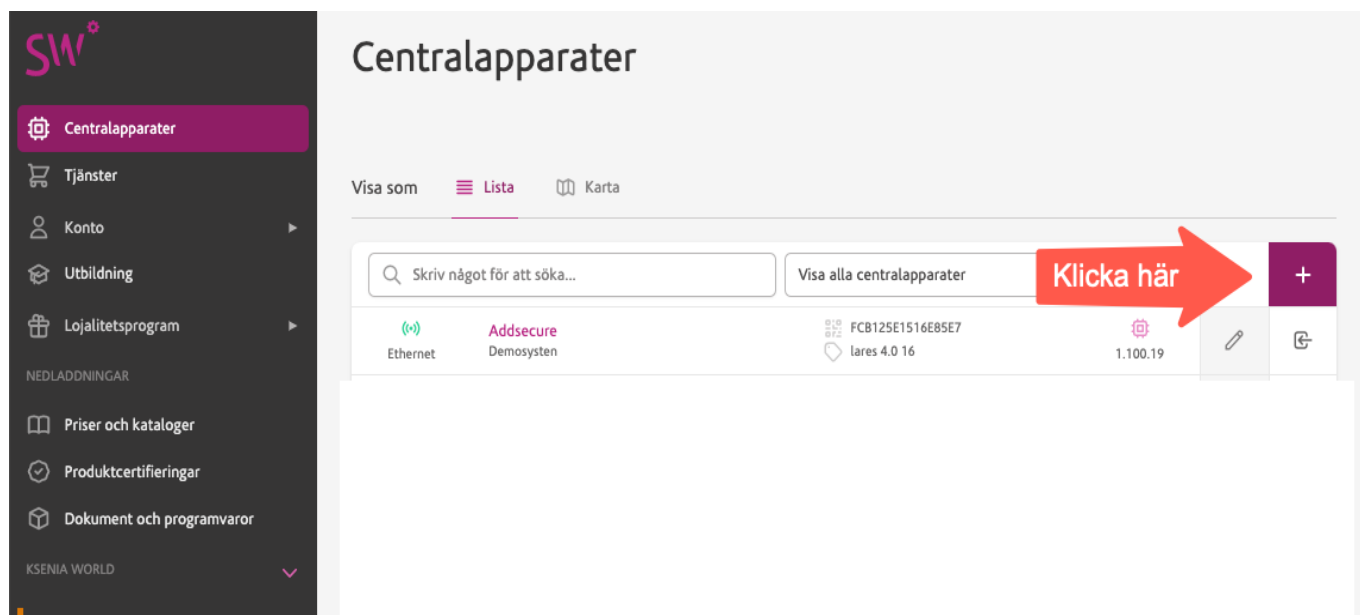 SW
Centralapparater
Tjänster
Konto
Utbildning
Lojalitetsprogram
NEDLADDNINGAR
Priser och kataloger
Produktcertifieringar
Dokument och programvaror
KSENIA WORLD
Centralapparater
Visa som Lista Karta
Skriv något för att söka... Visa alla centralapparater Klicka här +
Addsecure FCB125E1516E85E7
Ethernet Demosysten lares 4.0 16 1.100.19